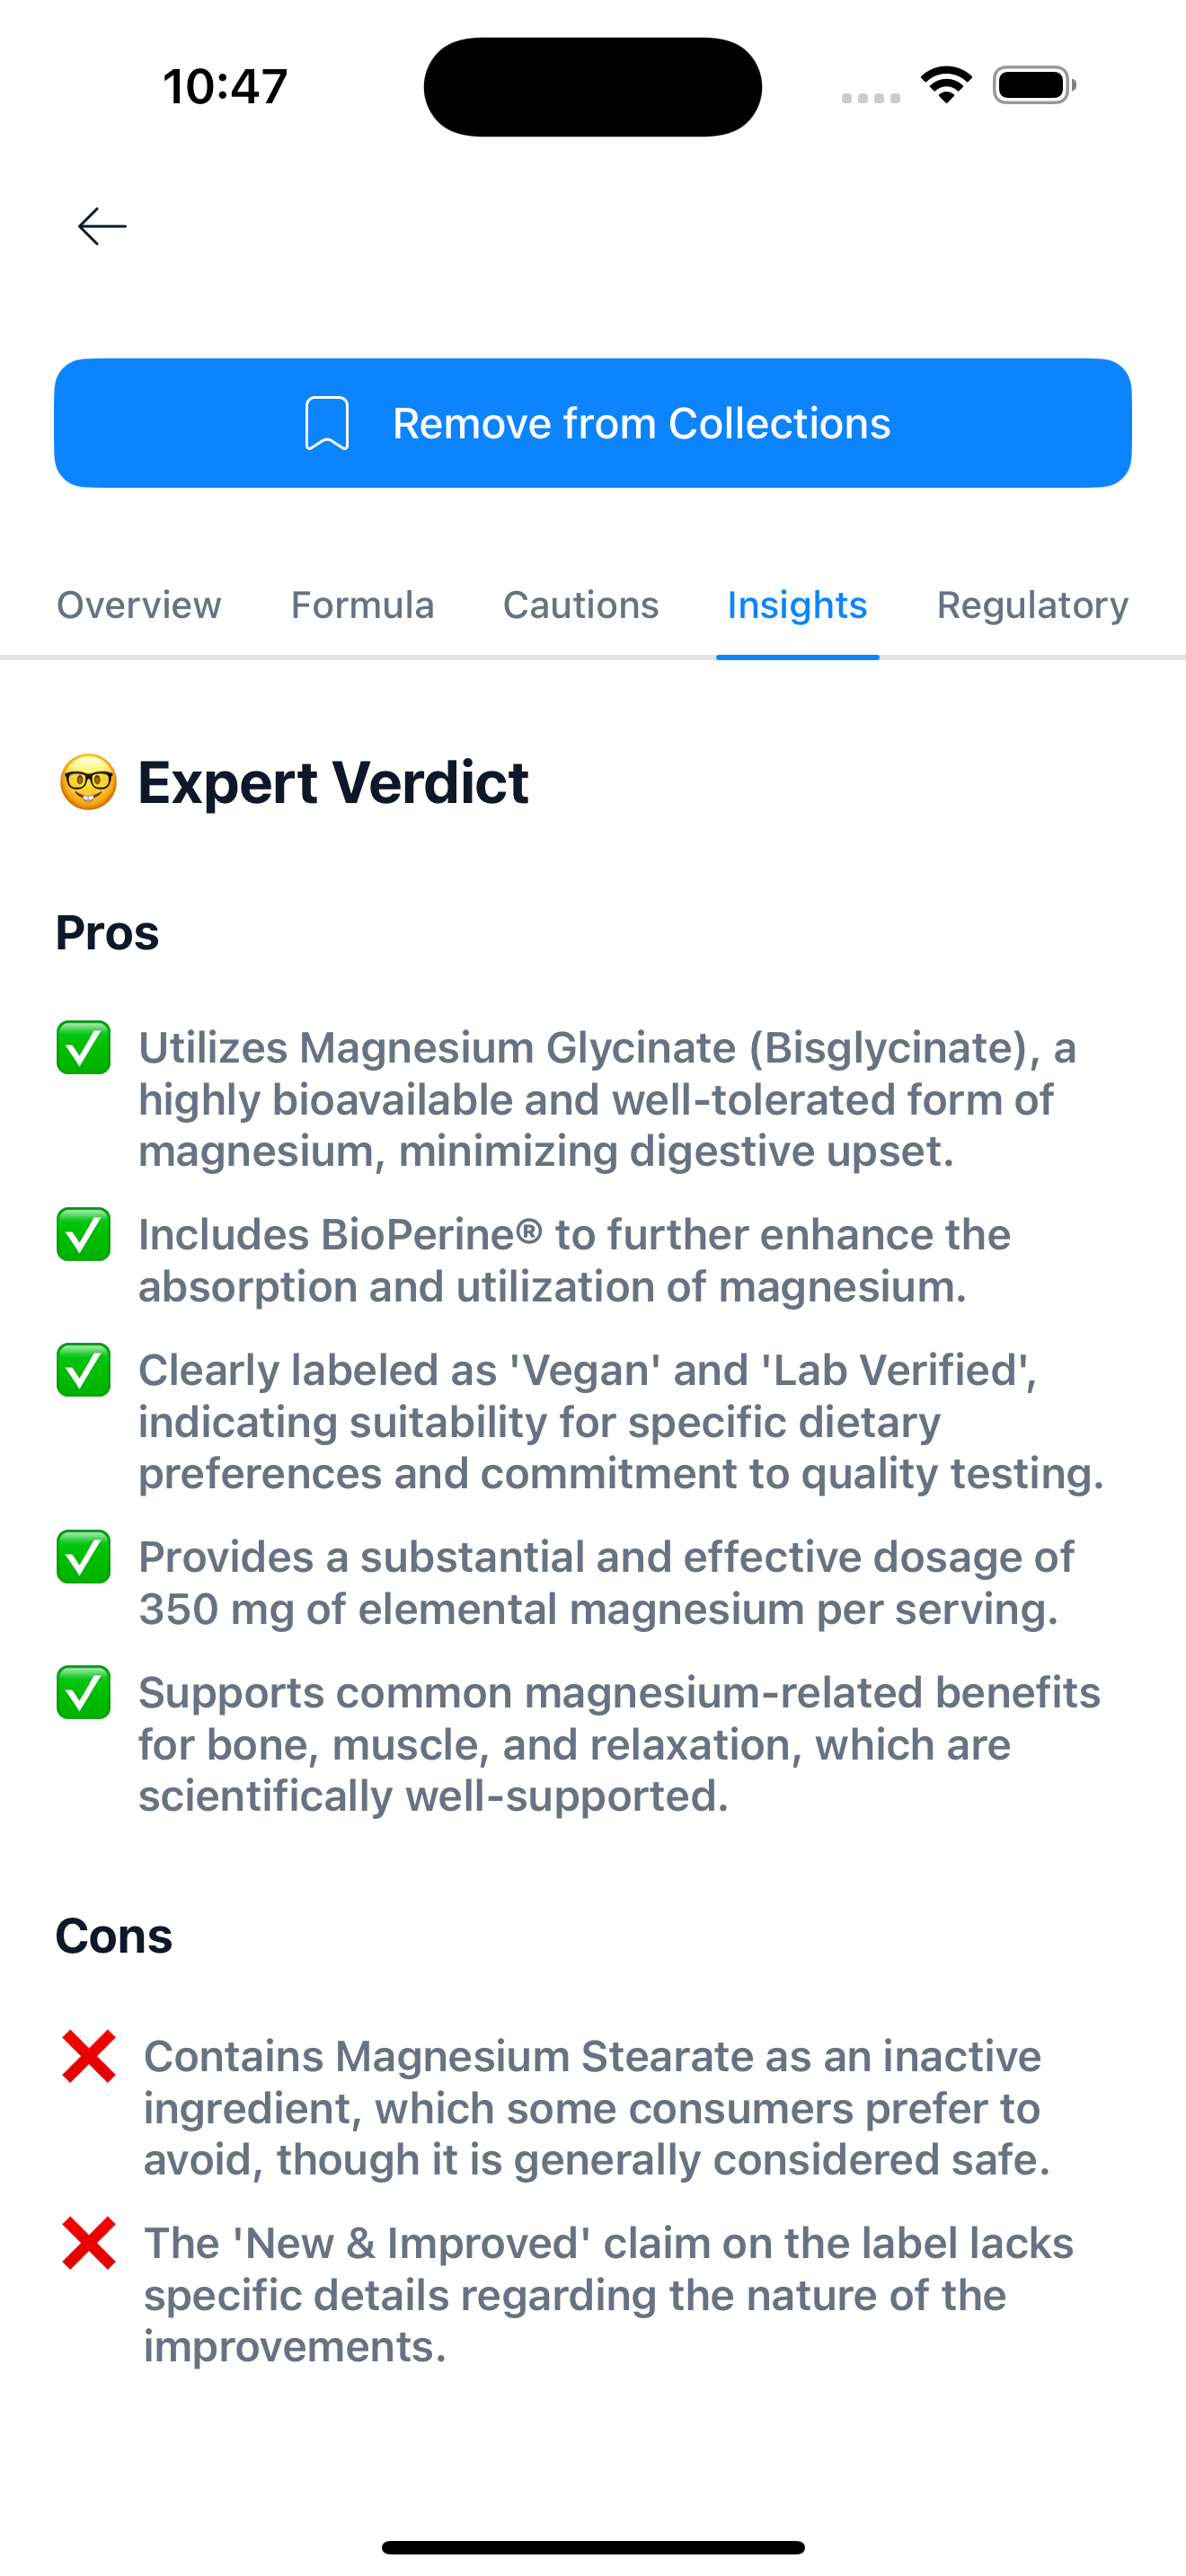 10:47
Remove from Collections
Overview Formula Cautions Insights Regulatory
🤓 Expert Verdict
Pros
✅ Utilizes Magnesium Glycinate (Bisglycinate), a
highly bioavailable and well-tolerated form of
magnesium, minimizing digestive upset.
✅ Includes BioPerine® to further enhance the
absorption and utilization of magnesium.
✅ Clearly labeled as 'Vegan' and 'Lab Verified',
indicating suitability for specific dietary
preferences and commitment to quality testing.
✅ Provides a substantial and effective dosage of
350 mg of elemental magnesium per serving.
✅ Supports common magnesium-related benefits
for bone, muscle, and relaxation, which are
scientifically well-supported.
Cons
❌ Contains Magnesium Stearate as an inactive
ingredient, which some consumers prefer to
avoid, though it is generally considered safe.
❌ The 'New & Improved' claim on the label lacks
specific details regarding the nature of the
improvements.